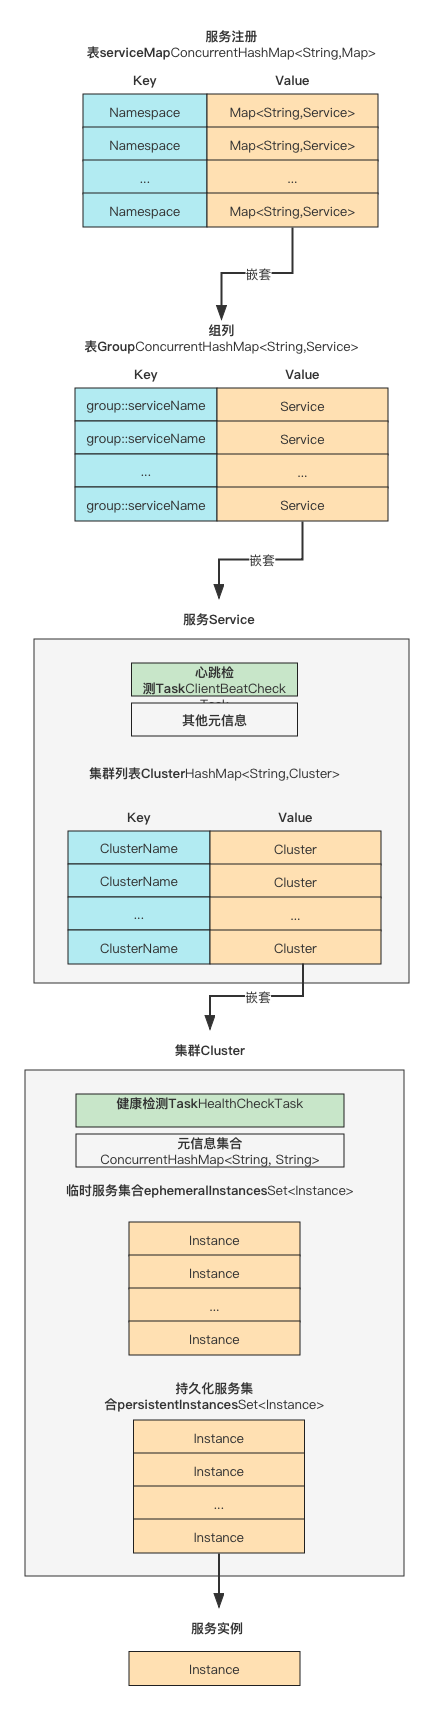 服务注册
表serviceMapConcurrentHashMap<String,Map>
Key Value
Namespace Map<String,Service>
Namespace Map<String,Service>
... ...
Namespace Map<String,Service>
嵌套
组列
表GroupConcurrentHashMap<String,Service>
Key Value
group::serviceName Service
group::serviceName Service
... ...
group::serviceName Service
嵌套
服务Service
心跳检
测TaskClientBeatCheck
Task
其他元信息
集群列表ClusterHashMap<String,Cluster>
Key Value
ClusterName Cluster
ClusterName Cluster
... ...
ClusterName Cluster
嵌套
集群Cluster
健康检测TaskHealthCheckTask
元信息集合
ConcurrentHashMap<String, String>
临时服务集合ephemeralInstancesSet<Instance>
Instance
Instance
...
Instance
持久化服务集
合persistentInstancesSet<Instance>
Instance
Instance
...
Instance
服务实例
Instance